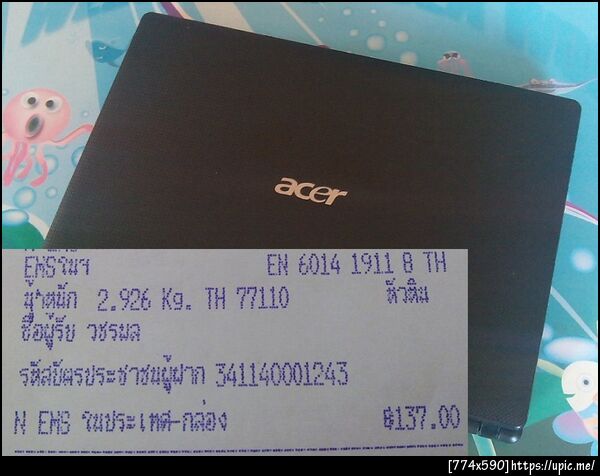 acer
EMSในฯ EN 6014 1911 8 TH
น้ำหนัก 2.926 Kg. TH 77110 หัวหิน
ชื่อผู้รับ วชรมล
รหัสบัตรประชาชนผู้ฝาก 341140001243
N EMS ในประเทศ-กล่อง ฿137.00
[774x590]https://upic.me/